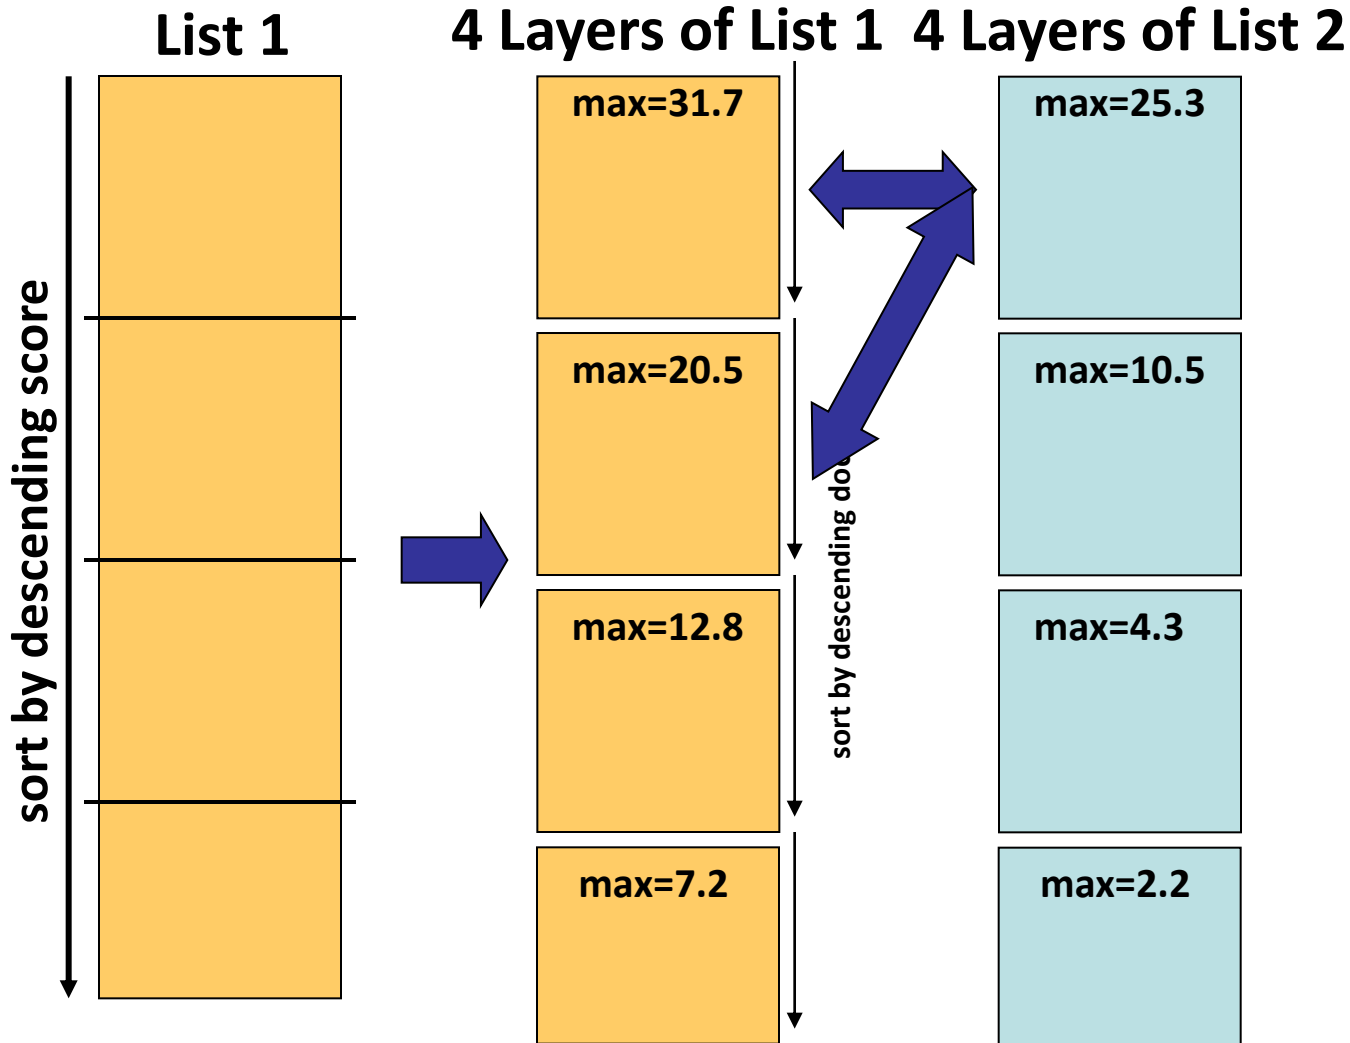 List 1
4 Layers of List 1
4 Layers of List 2
sort by descending score
max=31.7
max=25.3
max=20.5
max=10.5
sort by descending
max=12.8
max=4.3
max=7.2
max=2.2